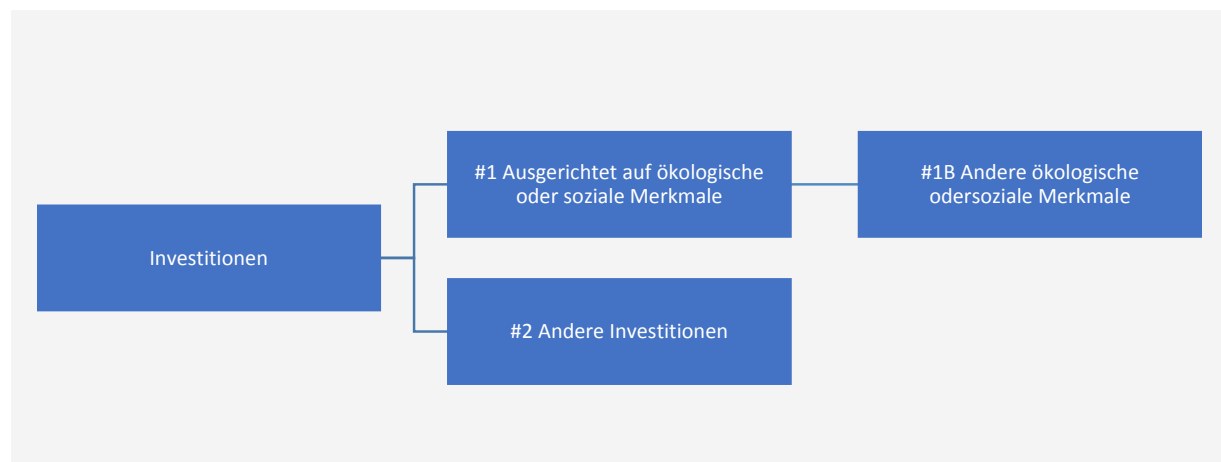 #1 Ausgerichtet auf ökologische
oder soziale Merkmale
#1B Andere ökologische
odersoziale Merkmale
Investitionen
#2 Andere Investitionen